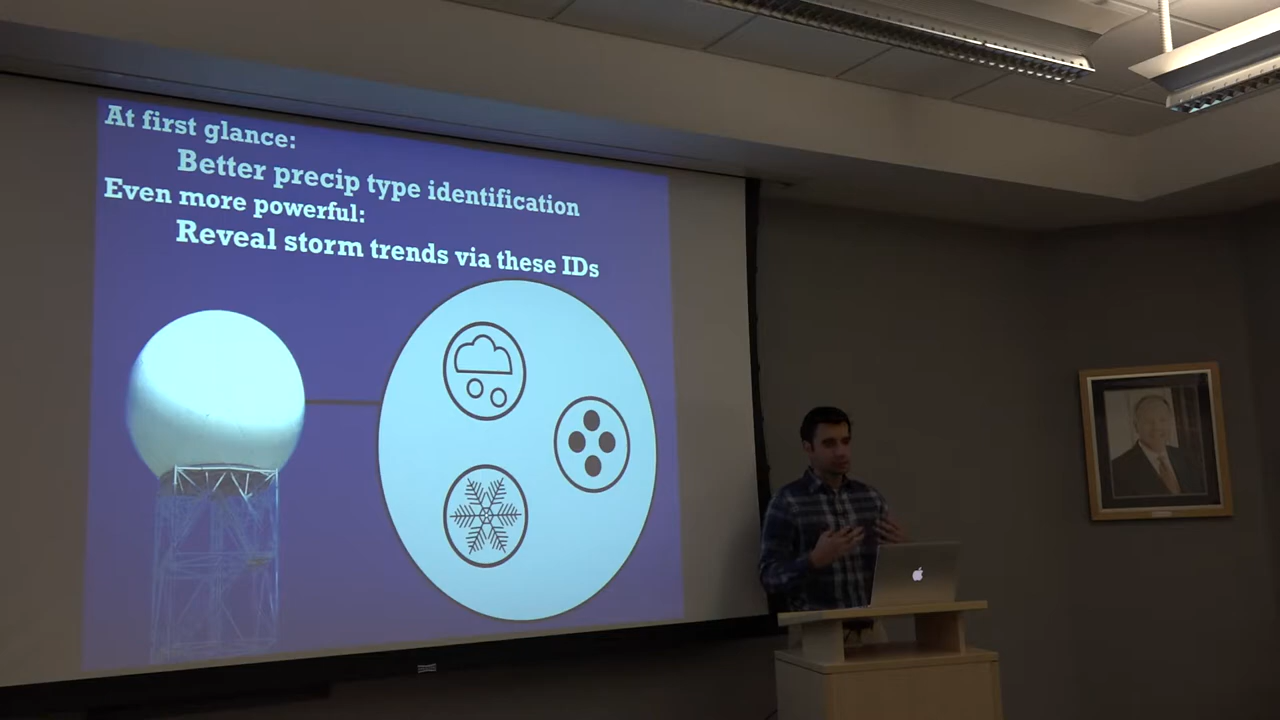 At first glance:
Better precip type identification
Even more powerful:
Reveal storm trends via these IDs